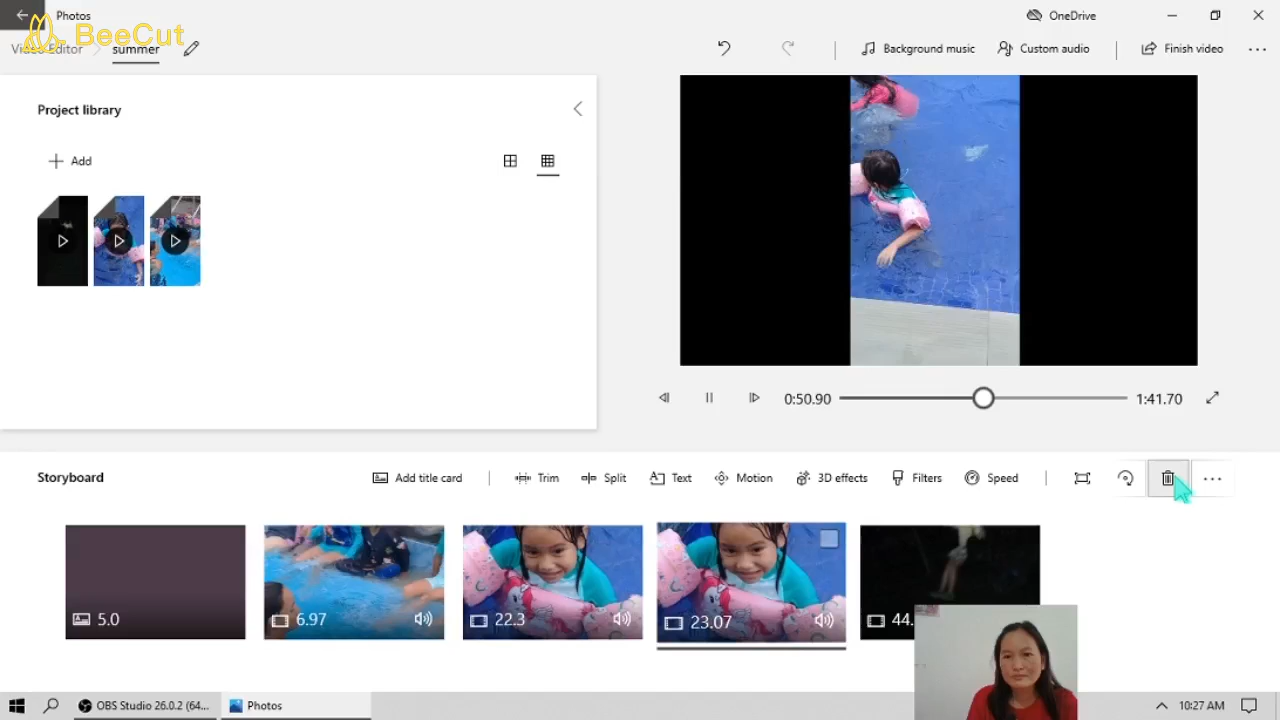 Photos
OneDrive
BeeCut
Video Editor
summer
Background music
Custom audio
Finish video
Project library
Add
0:50.90
1:41.70
Storyboard
Add title card
Trim
Split
Text
Motion
3D effects
Filters
Speed
5.0
6.97
22.3
23.07
44.
OBS Studio 26.0.2 (64...
Photos
10:27 AM